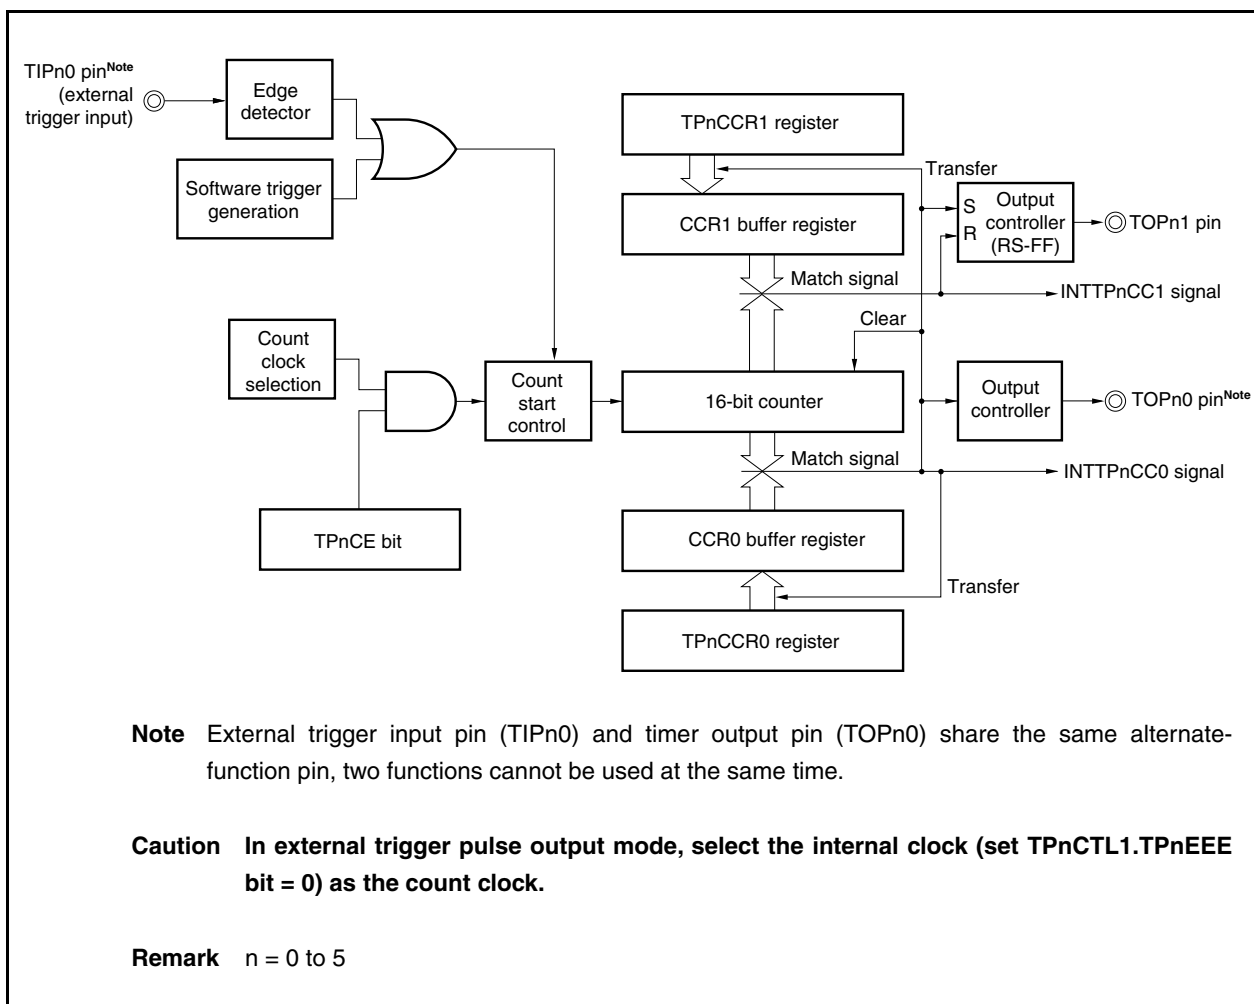 TIPn0 pinNote
(external
trigger input)
Edge
detector
Software trigger
generation
TPnCCR1 register
Transfer
CCR1 buffer register
S
R
Output
controller
(RS-FF)
TOPn1 pin
Match signal
INTTPnCC1 signal
Clear
Count
clock
selection
Count
start
control
16-bit counter
Output
controller
TOPn0 pinNote
Match signal
INTTPnCC0 signal
TPnCE bit
CCR0 buffer register
Transfer
TPnCCR0 register
Note External trigger input pin (TIPn0) and timer output pin (TOPn0) share the same alternate-
function pin, two functions cannot be used at the same time.
Caution In external trigger pulse output mode, select the internal clock (set TPnCTL1.TPnEEE
bit = 0) as the count clock.
Remark n = 0 to 5